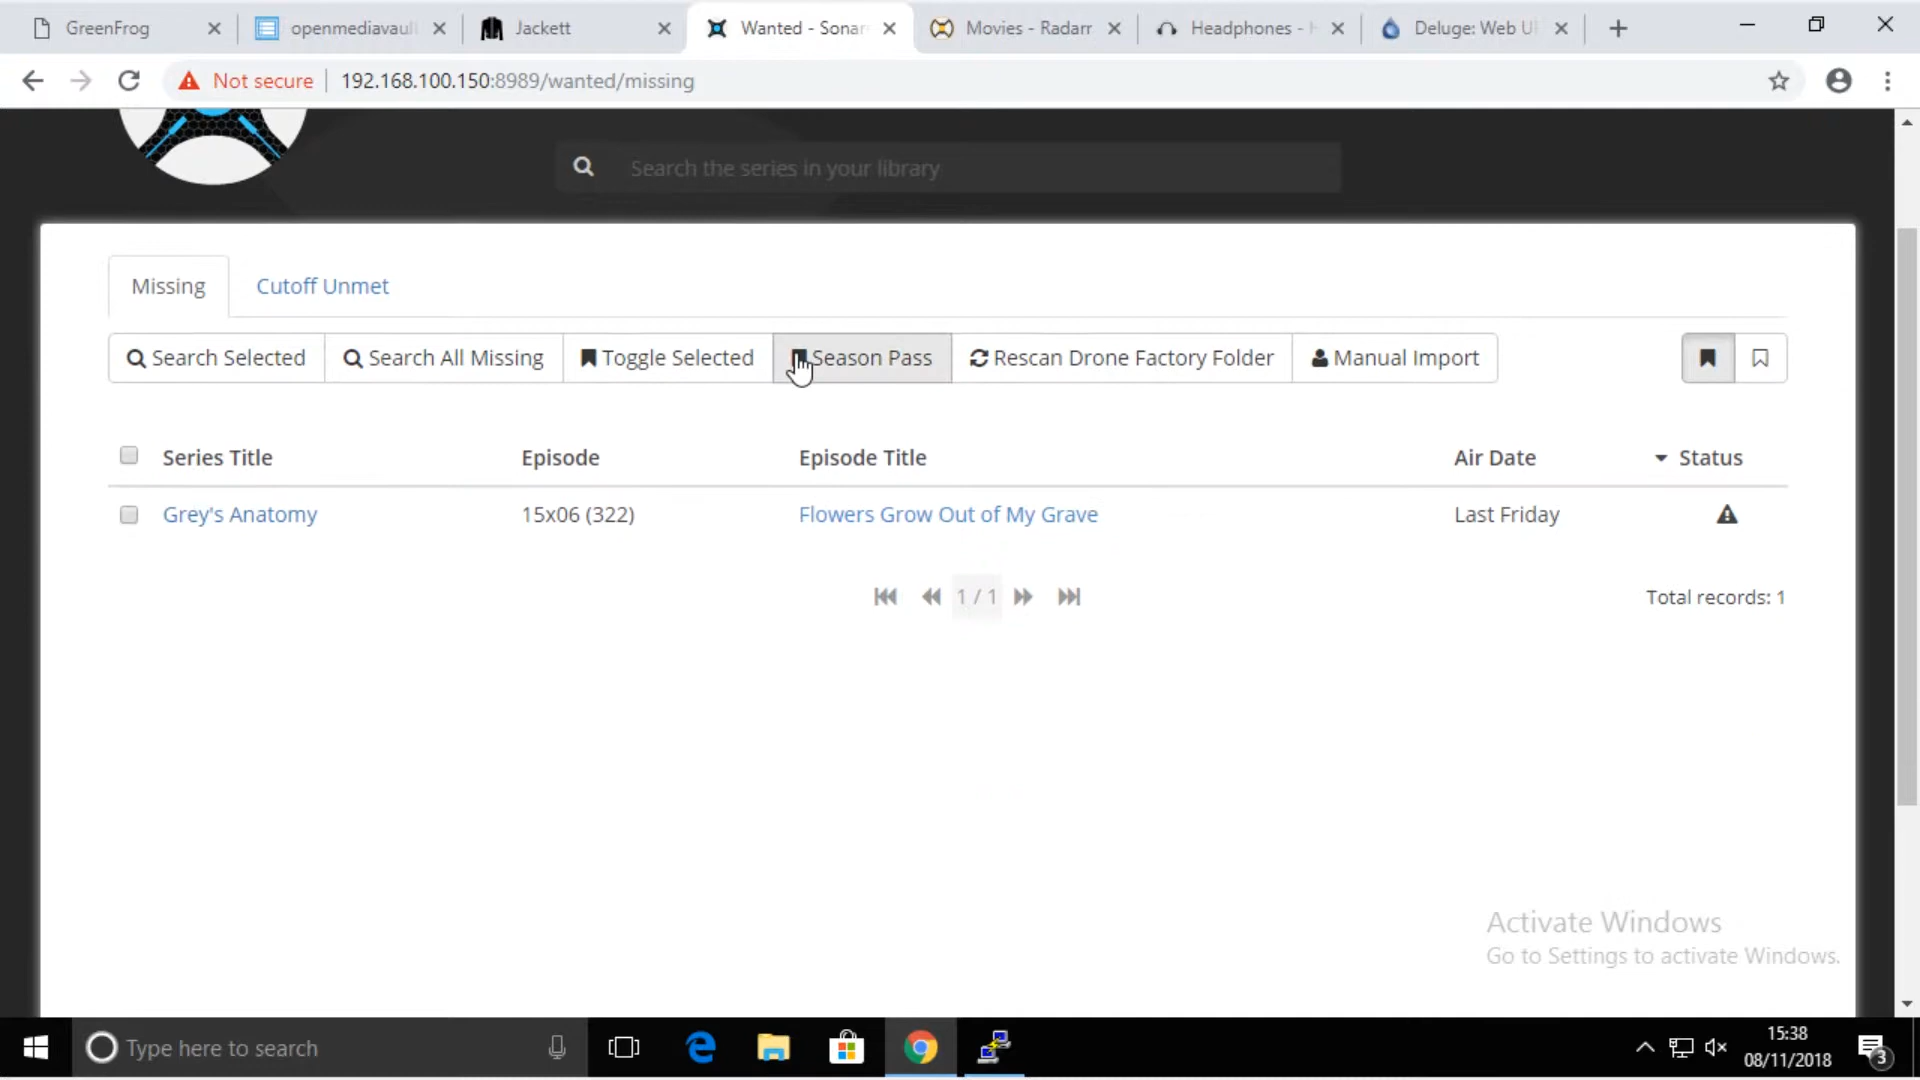 GreenFrog
openmediavaul
Jackett
Wanted - Sonar
Movies - Radarr
Headphones -
Deluge: Web U
Not secure
192.168.100.150:8989/wanted/missing
Search the series in your library
Missing
Cutoff Unmet
Search Selected
Search All Missing
Toggle Selected
Season Pass
Rescan Drone Factory Folder
Manual Import
Series Title
Episode
Episode Title
Air Date
Status
Grey's Anatomy
15x06 (322)
Flowers Grow Out of My Grave
Last Friday
1 / 1
Total records: 1
Activate Windows
Go to Settings to activate Windows.
Type here to search
15:38
08/11/2018
3